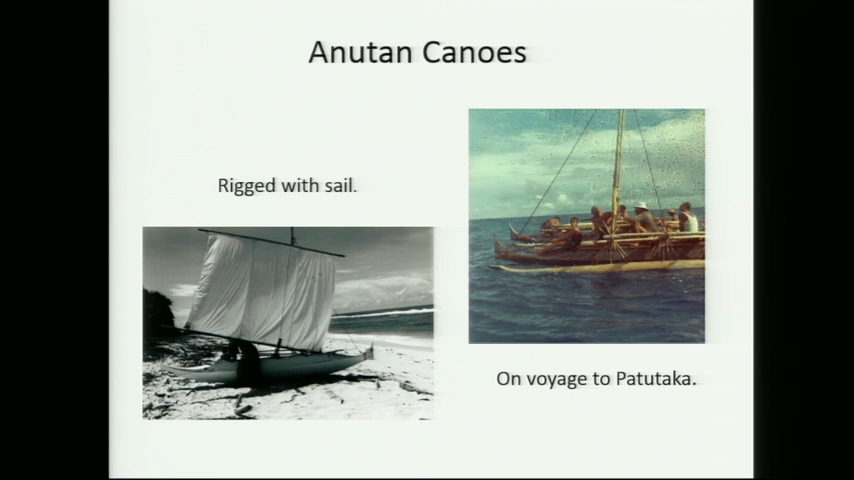 Anutan Canoes
Rigged with sail.
On voyage to Patutaka.